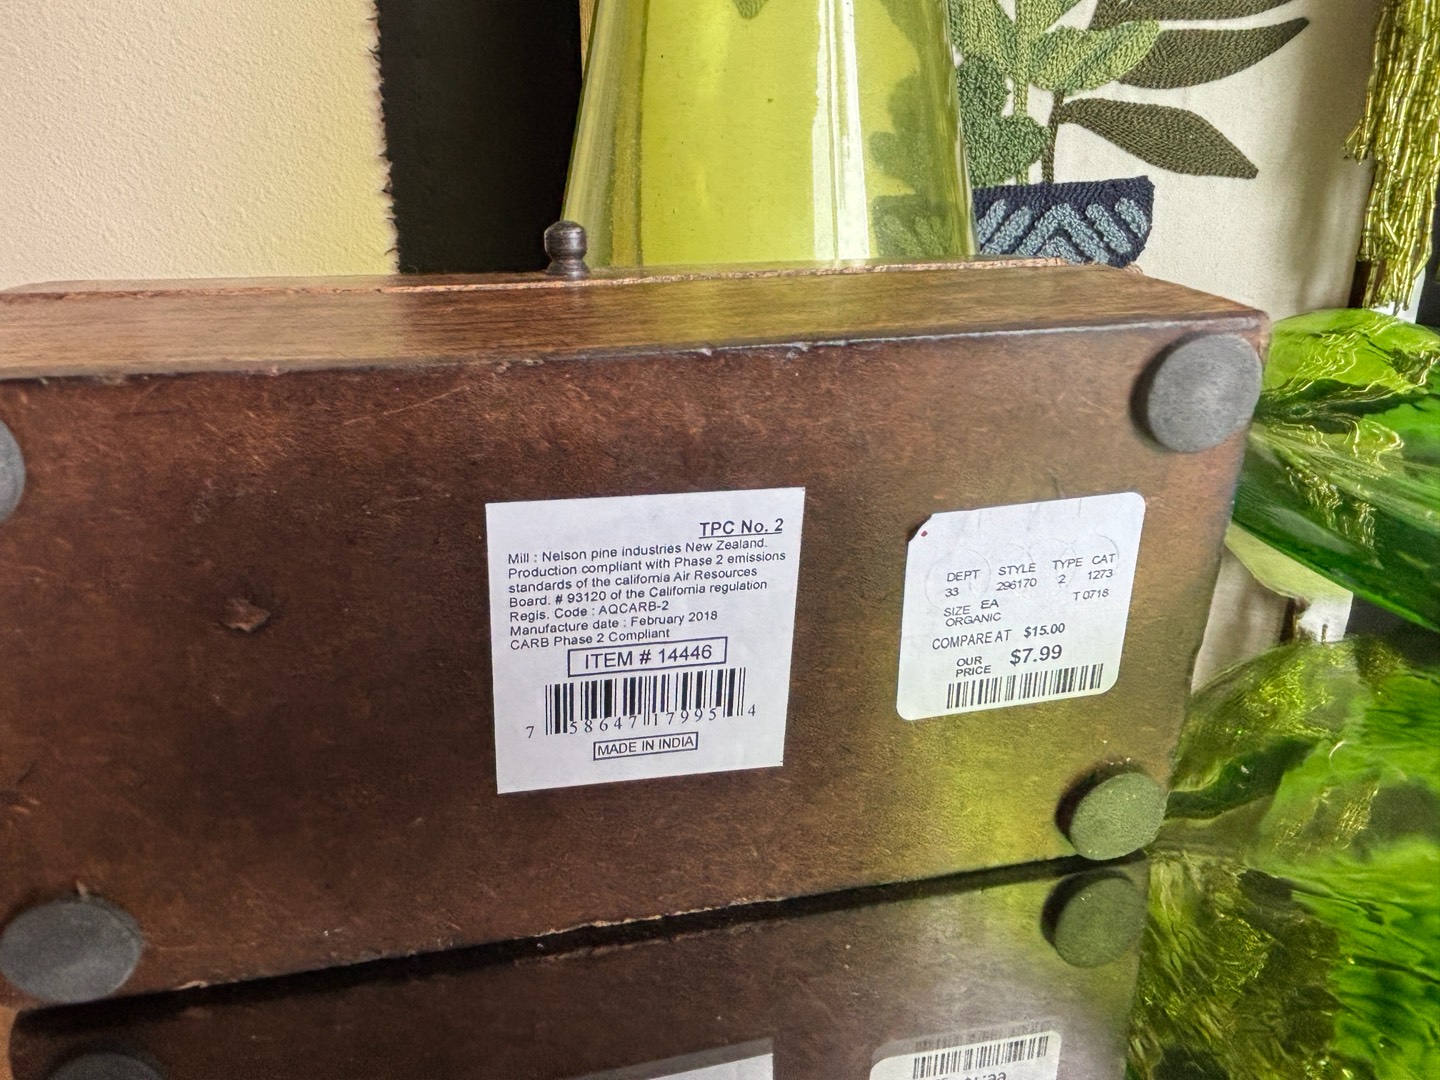 TPC No. 2
Mill : Nelson pine industries New Zealand.
Production compliant with Phase 2 emissions
standards of the california Air Resources
Board. # 93120 of the California regulation
Regis. Code : AQCARB-2
Manufacture date : February 2018
CARB Phase 2 Compliant
ITEM # 14446
7 58647 17995 4
MADE IN INDIA
DEPT STYLE TYPE CAT
33 296170 2 1273
SIZE EA T 0718
ORGANIC
COMPARE AT $15.00
OUR PRICE $7.99